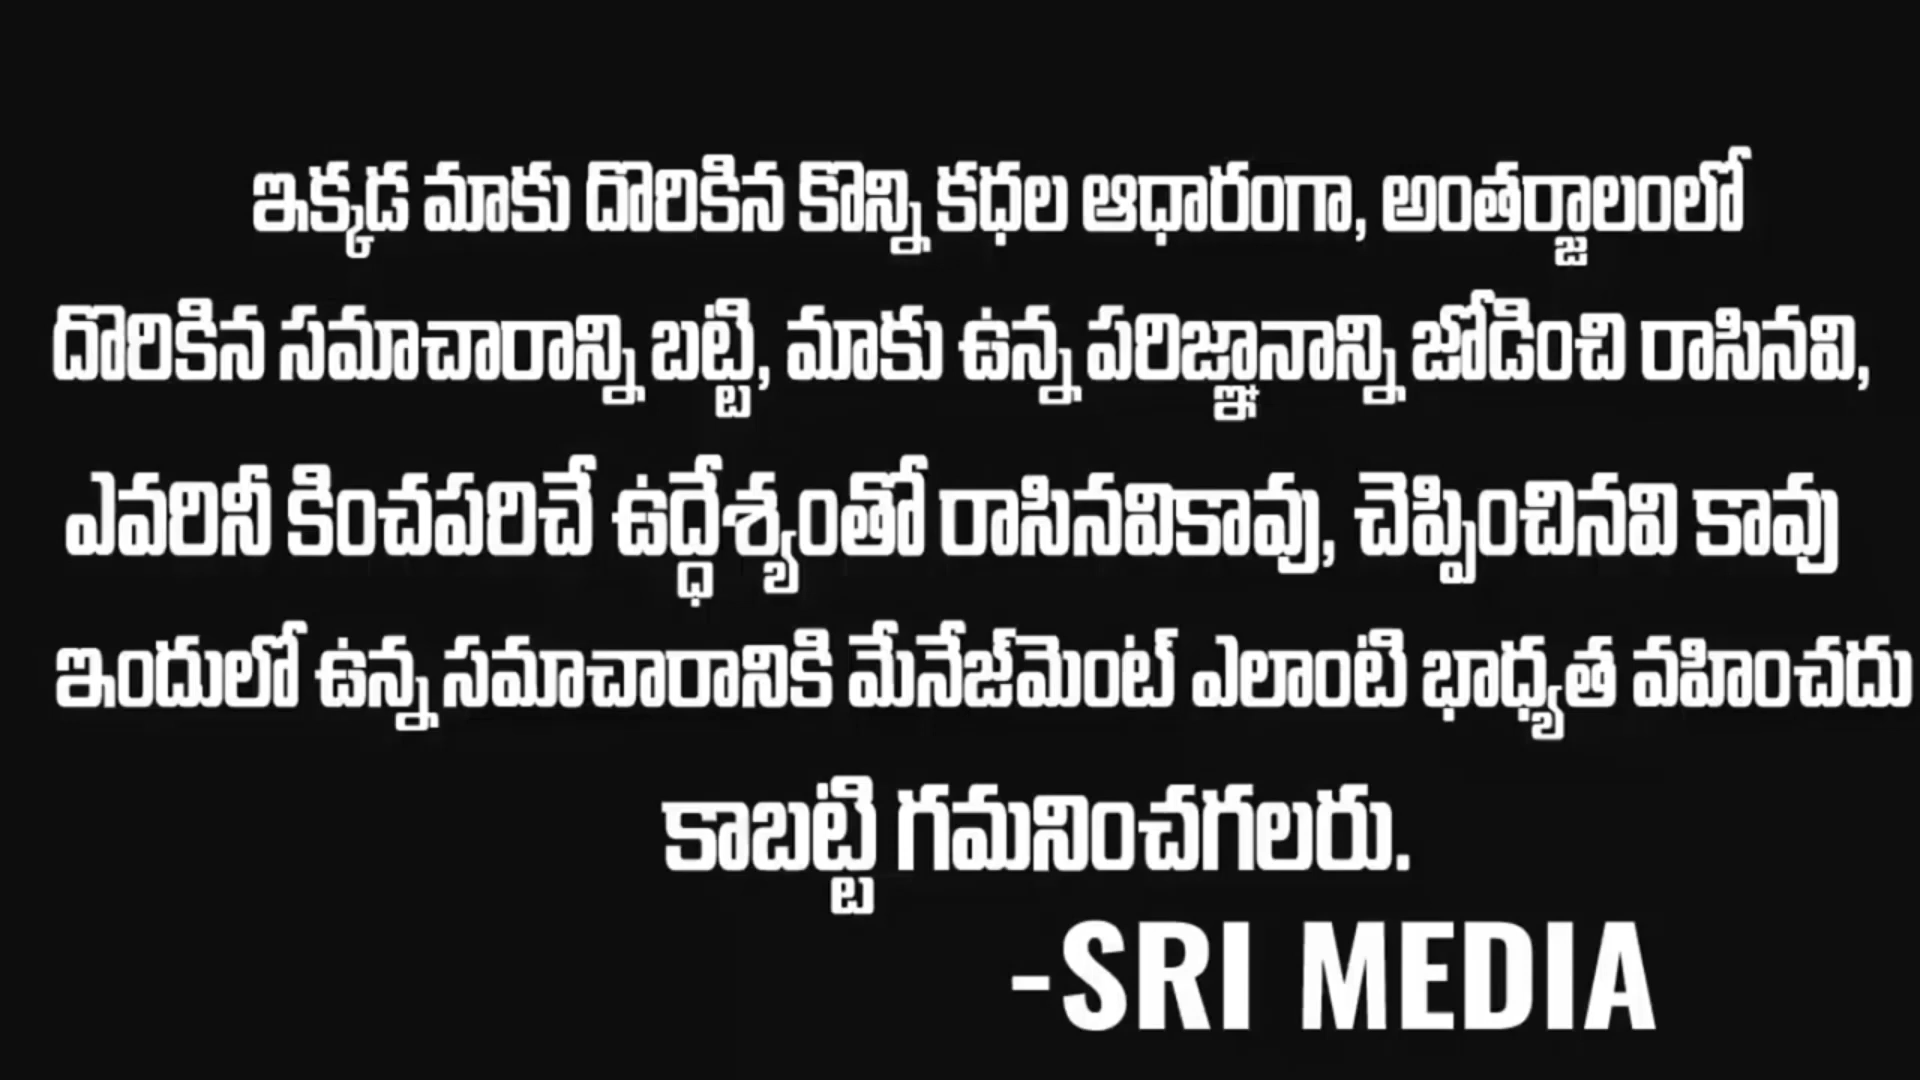 ఇక్కడ మాకు దొరికిన కొన్ని కధల ఆధారంగా, అంతర్జాలంలో
దొరికిన సమాచారాన్ని బట్టి, మాకు ఉన్న పరిజ్ఞానాన్ని జోడించి రాసినవి,
ఎవరినీ కించపరిచే ఉద్ధేశ్యంతో రాసినవికావు, చెప్పించినవి కావు
ఇందులో ఉన్న సమాచారానికి మేనేజ్‌మెంట్ ఎలాంటి భాధ్యత వహించదు
కాబట్టి గమనించగలరు.
-SRI MEDIA